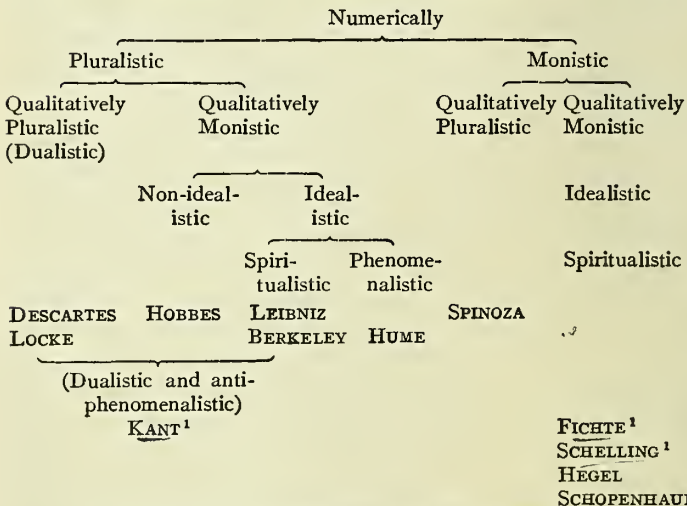 Numerically
Pluralistic Monistic
Qualitatively Qualitatively Qualitatively Qualitatively
Pluralistic Monistic Pluralistic Monistic
(Dualistic)
Non-ideal- Ideal- Idealistic
istic istic
Spiri- Phenome- Spiritualistic
tualistic nalistic
DESCARTES HOBBES LEIBNIZ SPINOZA
LOCKE BERKELEY HUME
(Dualistic and anti-
phenomenalistic)
KANT¹
FICHTE¹
SCHELLING¹
HEGEL